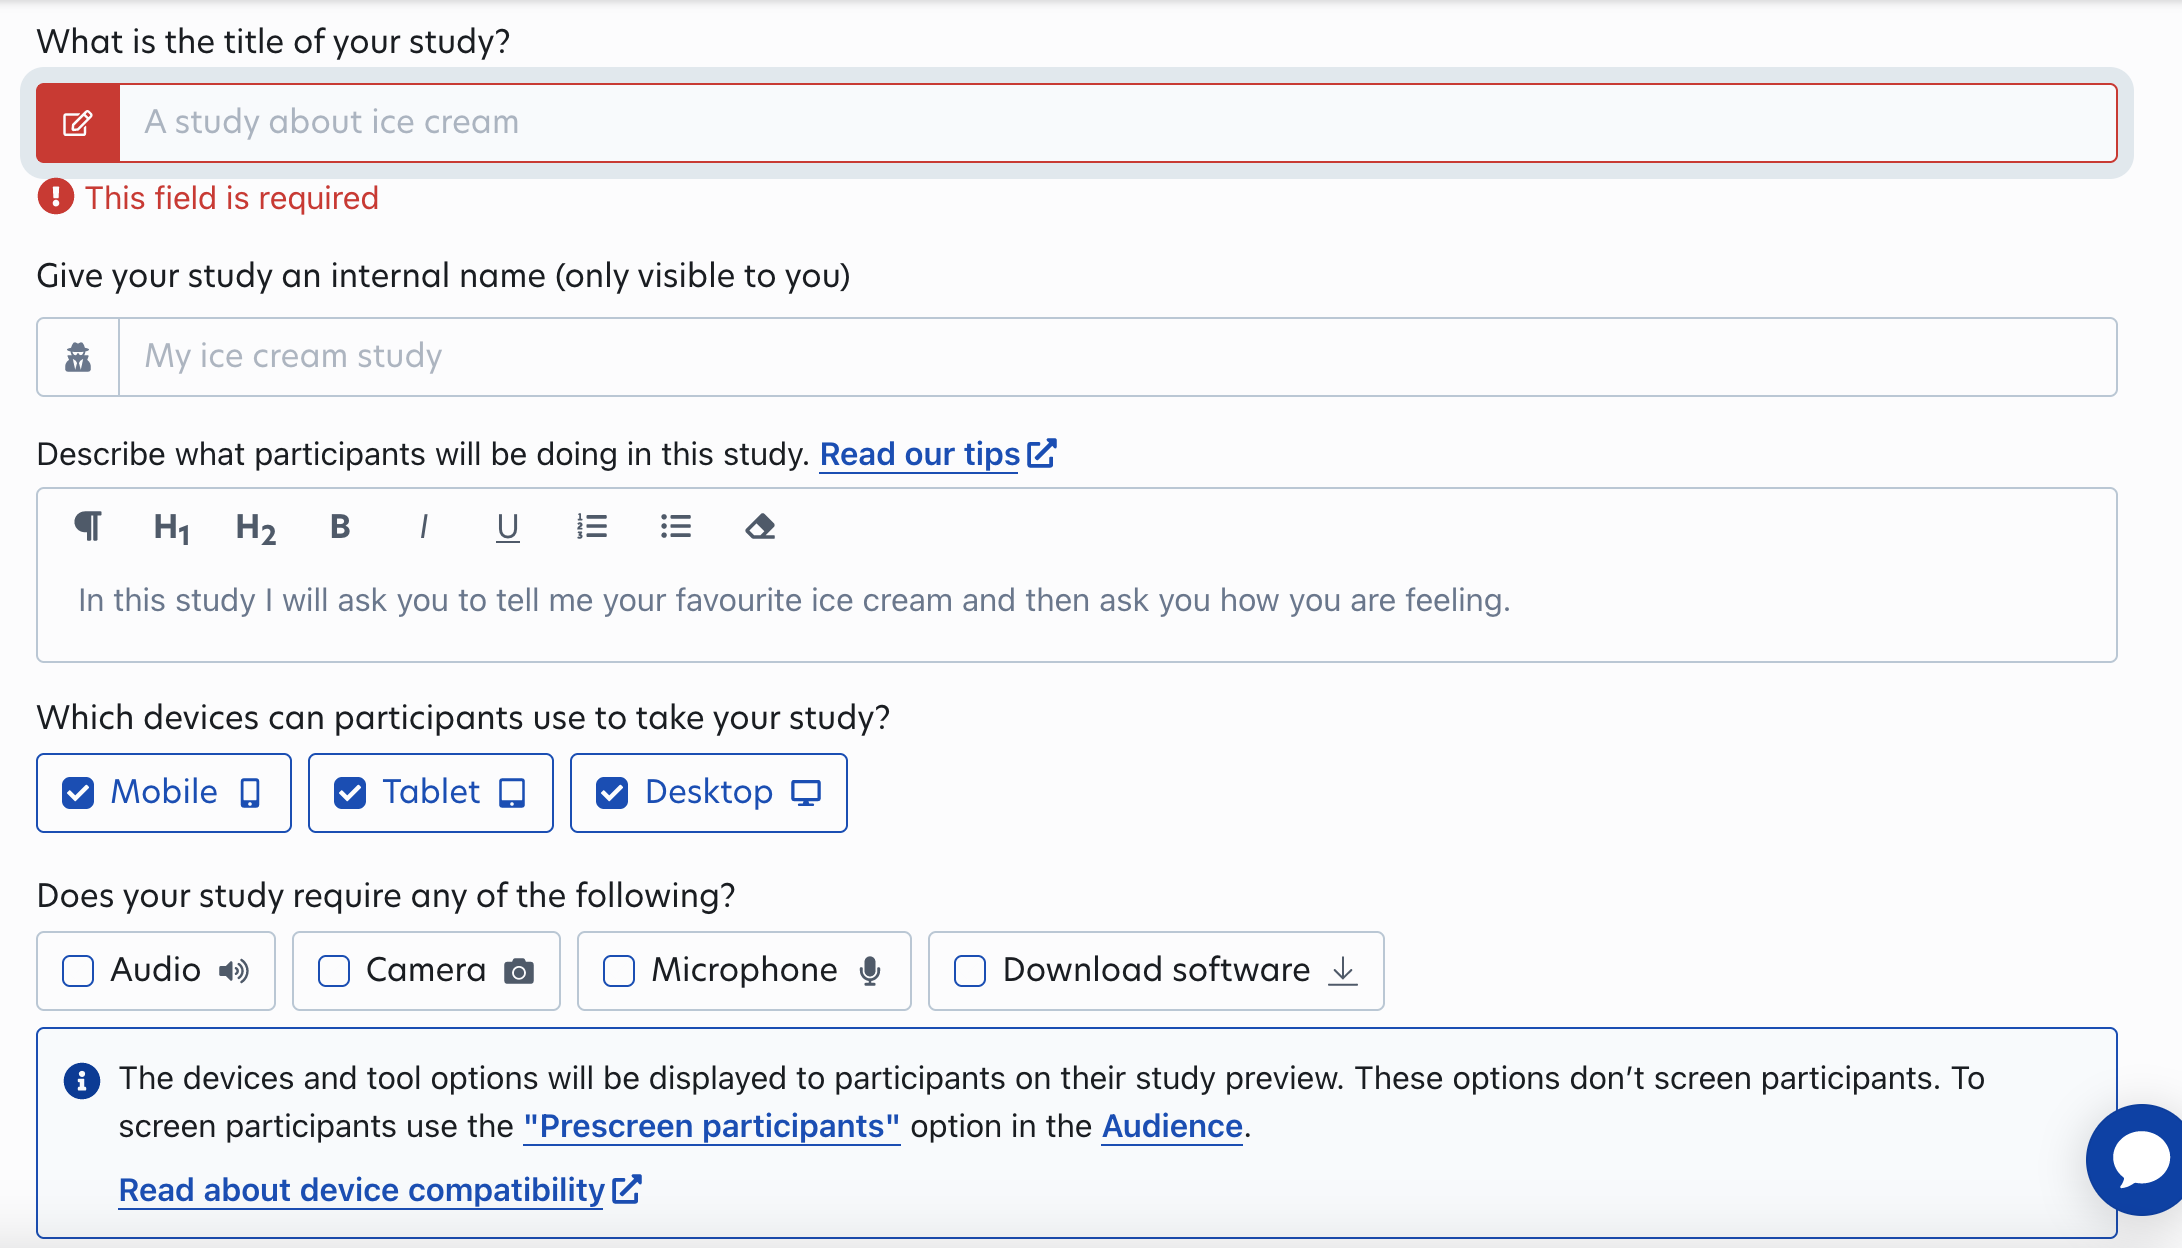 What is the title of your study?
A study about ice cream
This field is required
Give your study an internal name (only visible to you)
My ice cream study
Describe what participants will be doing in this study. Read our tips
¶ H1 H2 B I U
In this study I will ask you to tell me your favourite ice cream and then ask you how you are feeling.
Which devices can participants use to take your study?
Mobile Tablet Desktop
Does your study require any of the following?
Audio Camera Microphone Download software
The devices and tool options will be displayed to participants on their study preview. These options don’t screen participants. To
screen participants use the "Prescreen participants" option in the Audience.
Read about device compatibility